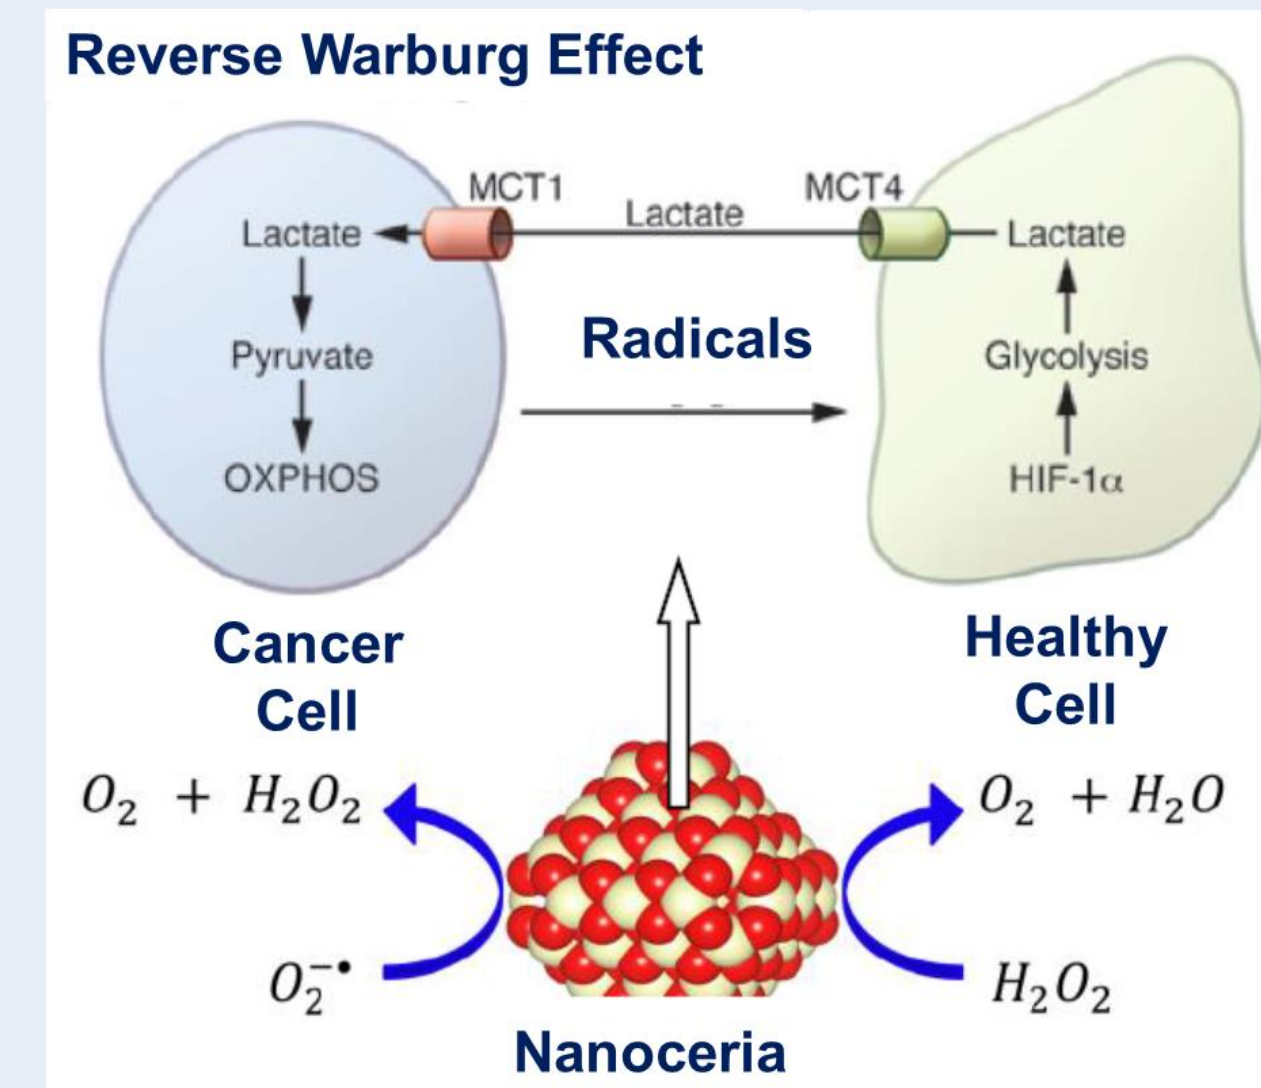 Reverse Warburg Effect
MCT1
Lactate
MCT4
Lactate
Lactate
Radicals
Pyruvate
Glycolysis
OXPHOS
HIF-1α
Cancer
Cell
Healthy
Cell
O₂ + H₂O₂
O₂ + H₂O
O₂⁻•
H₂O₂
Nanoceria